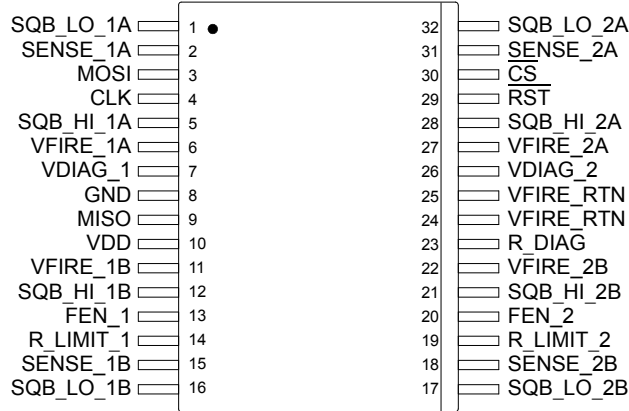 SQB_LO_1A 1 32 SQB_LO_2A
SENSE_1A 2 31 SENSE_2A
MOSI 3 30 CS
CLK 4 29 RST
SQB_HI_1A 5 28 SQB_HI_2A
VFIRE_1A 6 27 VFIRE_2A
VDIAG_1 7 26 VDIAG_2
GND 8 25 VFIRE_RTN
MISO 9 24 VFIRE_RTN
VDD 10 23 R_DIAG
VFIRE_1B 11 22 VFIRE_2B
SQB_HI_1B 12 21 SQB_HI_2B
FEN_1 13 20 FEN_2
R_LIMIT_1 14 19 R_LIMIT_2
SENSE_1B 15 18 SENSE_2B
SQB_LO_1B 16 17 SQB_LO_2B